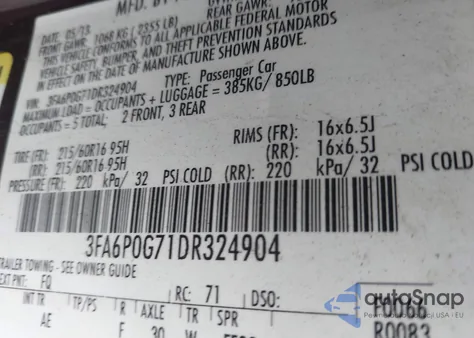 MFD. BY
DATE: 05/13
REAR GAWR:
FRONT GAWR: 1068 KG (2355 LB)
THIS VEHICLE CONFORMS TO ALL APPLICABLE FEDERAL MOTOR
VEHICLE SAFETY, BUMPER, AND THEFT PREVENTION STANDARDS
IN EFFECT ON THE DATE OF MANUFACTURE SHOWN ABOVE.
VIN: 3FA6P0G71DR324904 TYPE: Passenger Car
MAXIMUM LOAD = OCCUPANTS + LUGGAGE = 385KG/ 850LB
OCCUPANTS = 5 TOTAL; 2 FRONT, 3 REAR
TIRE (FR): 215/60R16 95H RIMS (FR): 16x6.5J
(RR): 215/60R16 95H (RR): 16x6.5J
PRESSURE (FR): 220 kPa/ 32 PSI COLD (RR): 220 kPa/ 32 PSI COLD
3FA6P0G71DR324904
TRAILER TOWING - SEE OWNER GUIDE
EXT PNT: FQ RC: 71 DSO:
INT TR TP/PS R AXLE TR SPR
AE F 30 W
R0083
autoSnap